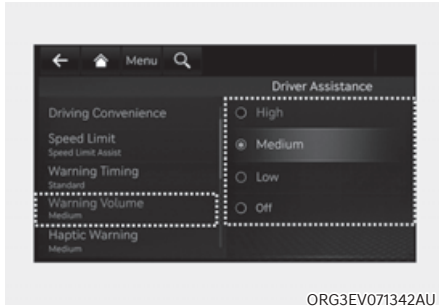 Menu
Driver Assistance
Driving Convenience
Speed Limit
Speed Limit Assist
Warning Timing
Standard
Warning Volume
Medium
Haptic Warning
Medium
High
Medium
Low
Off
ORG3EV071342AU